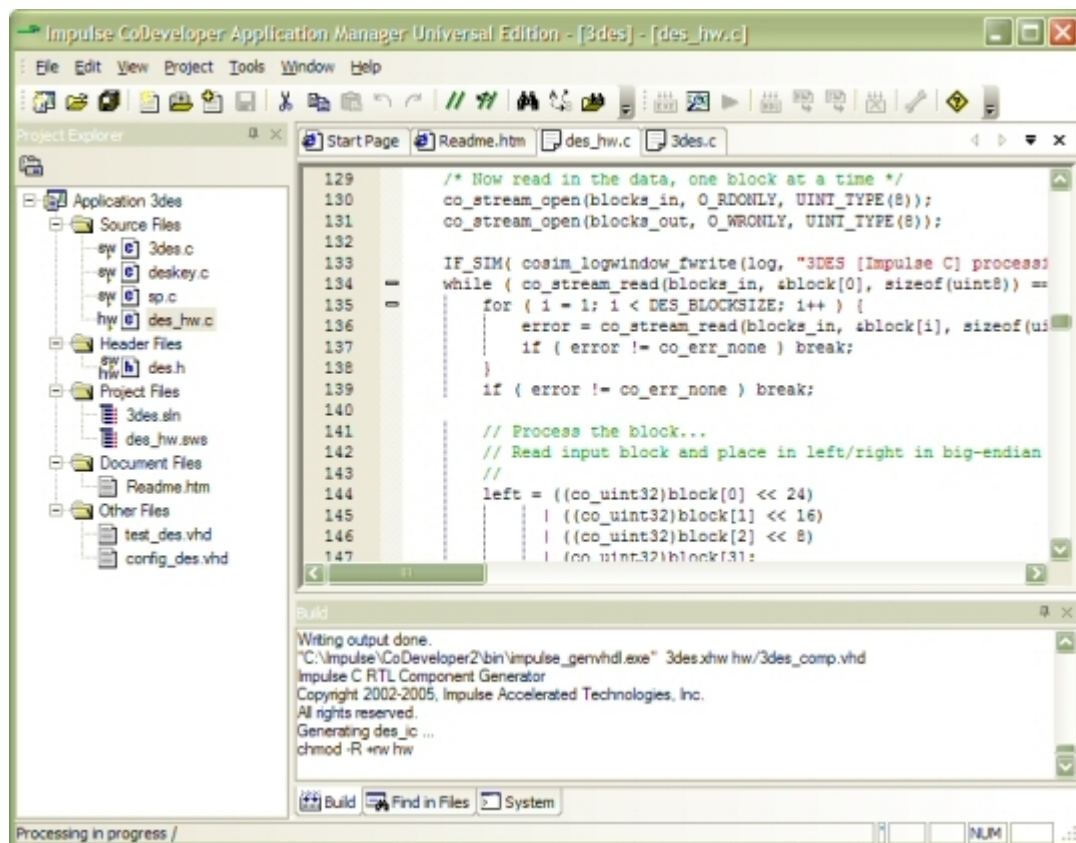 Impulse CoDeveloper Application Manager Universal Edition - [3des] - [des_hw.c]
File Edit View Project Tools Window Help
Project Explorer
Start Page Readme.htm des_hw.c 3des.c
Application 3des
Source Files
sw 3des.c
sw deskey.c
sw sp.c
hw des_hw.c
Header Files
sw hw des.h
Project Files
3des.sln
des_hw.sws
Document Files
Readme.htm
Other Files
test_des.vhd
config_des.vhd
129 /* Now read in the data, one block at a time */
130 co_stream_open(blocks_in, O_RDONLY, UINT_TYPE(8));
131 co_stream_open(blocks_out, O_WRONLY, UINT_TYPE(8));
132
133 IF_SIM( cosim_logwindow_fwrite(log, "3DES [Impulse C] processi
134 while ( co_stream_read(blocks_in, &block[0], sizeof(uint8)) ==
135 for ( i = 1; i < DES_BLOCKSIZE; i++ ) {
136 error = co_stream_read(blocks_in, &block[i], sizeof(ui
137 if ( error != co_err_none ) break;
138 }
139 if ( error != co_err_none ) break;
140
141 // Process the block...
142 // Read input block and place in left/right in big-endian
143 //
144 left = ((co_uint32)block[0] << 24)
145 | ((co_uint32)block[1] << 16)
146 | ((co_uint32)block[2] << 8)
147 | (co_uint32)block[3];
Build
Writing output done.
"C:\Impulse\CoDeveloper2\bin\impulse_genvhdl.exe" 3des.xhw hw/3des_comp.vhd
Impulse C RTL Component Generator
Copyright 2002-2005, Impulse Accelerated Technologies, Inc.
All rights reserved.
Generating des_ic ...
chmod -R +rw hw
Build Find in Files System
Processing in progress / NUM